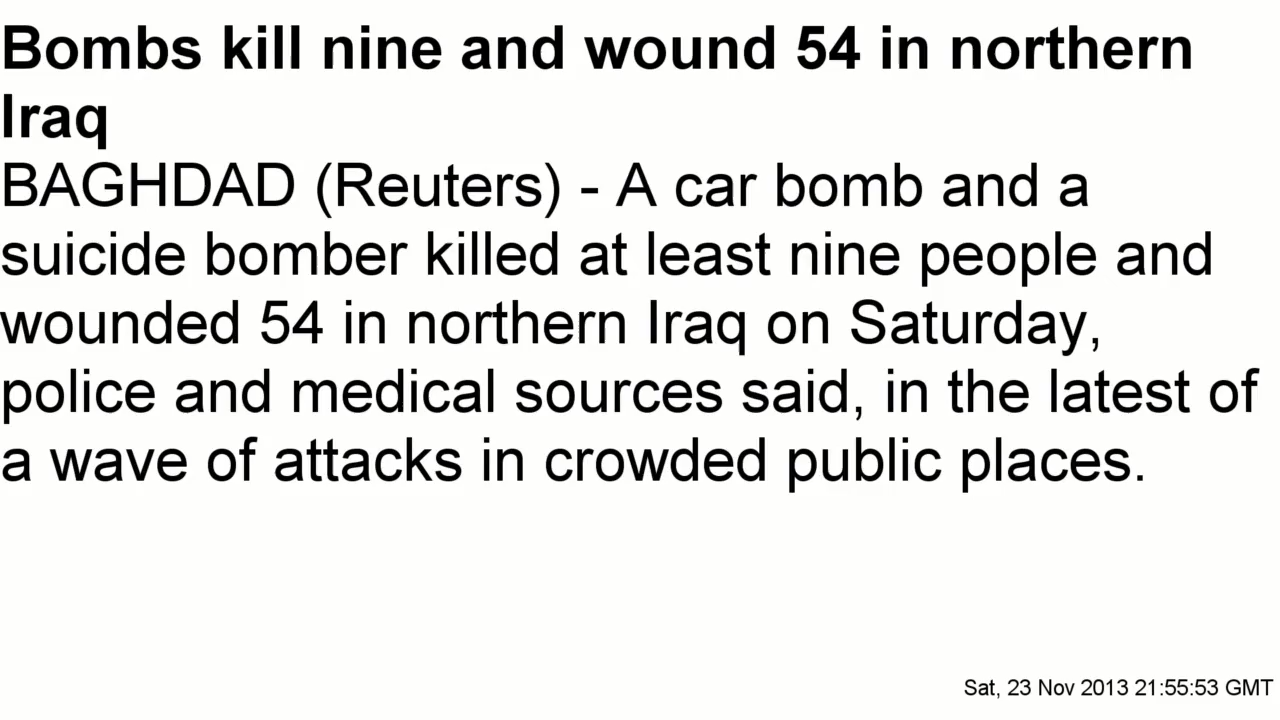 Bombs kill nine and wound 54 in northern
Iraq
BAGHDAD (Reuters) - A car bomb and a
suicide bomber killed at least nine people and
wounded 54 in northern Iraq on Saturday,
police and medical sources said, in the latest of
a wave of attacks in crowded public places.
Sat, 23 Nov 2013 21:55:53 GMT